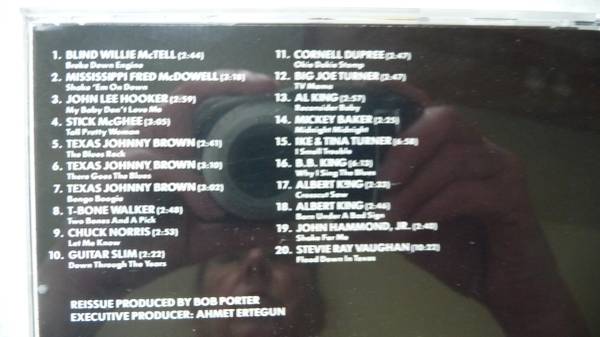 1. BLIND WILLIE McTELL (2:44)
Broke Down Engine
2. MISSISSIPPI FRED McDOWELL (3:18)
Shake 'Em On Down
3. JOHN LEE HOOKER (2:59)
My Baby Don't Love Me
4. STICK McGHEE (3:05)
Tall Pretty Woman
5. TEXAS JOHNNY BROWN (2:41)
The Blues Rock
6. TEXAS JOHNNY BROWN (3:10)
There Goes The Blues
7. TEXAS JOHNNY BROWN (3:02)
Bongo Boogie
8. T-BONE WALKER (2:48)
Two Bones And A Pick
9. CHUCK NORRIS (2:53)
Let Me Know
10. GUITAR SLIM (2:22)
Down Through The Years
11. CORNELL DUPREE (2:47)
Okie Dokie Stomp
12. BIG JOE TURNER (2:47)
TV Mama
13. AL KING (2:57)
Reconsider Baby
14. MICKEY BAKER (2:25)
Midnight Midnight
15. IKE & TINA TURNER (6:58)
I Smell Trouble
16. B.B. KING (6:13)
Why I Sing The Blues
17. ALBERT KING (2:33)
Crosscut Saw
18. ALBERT KING (2:46)
Born Under A Bad Sign
19. JOHN HAMMOND, JR. (2:40)
Shake For Me
20. STEVIE RAY VAUGHAN (10:22)
Flood Down In Texas
REISSUE PRODUCED BY BOB PORTER
EXECUTIVE PRODUCER: AHMET ERTEGUN